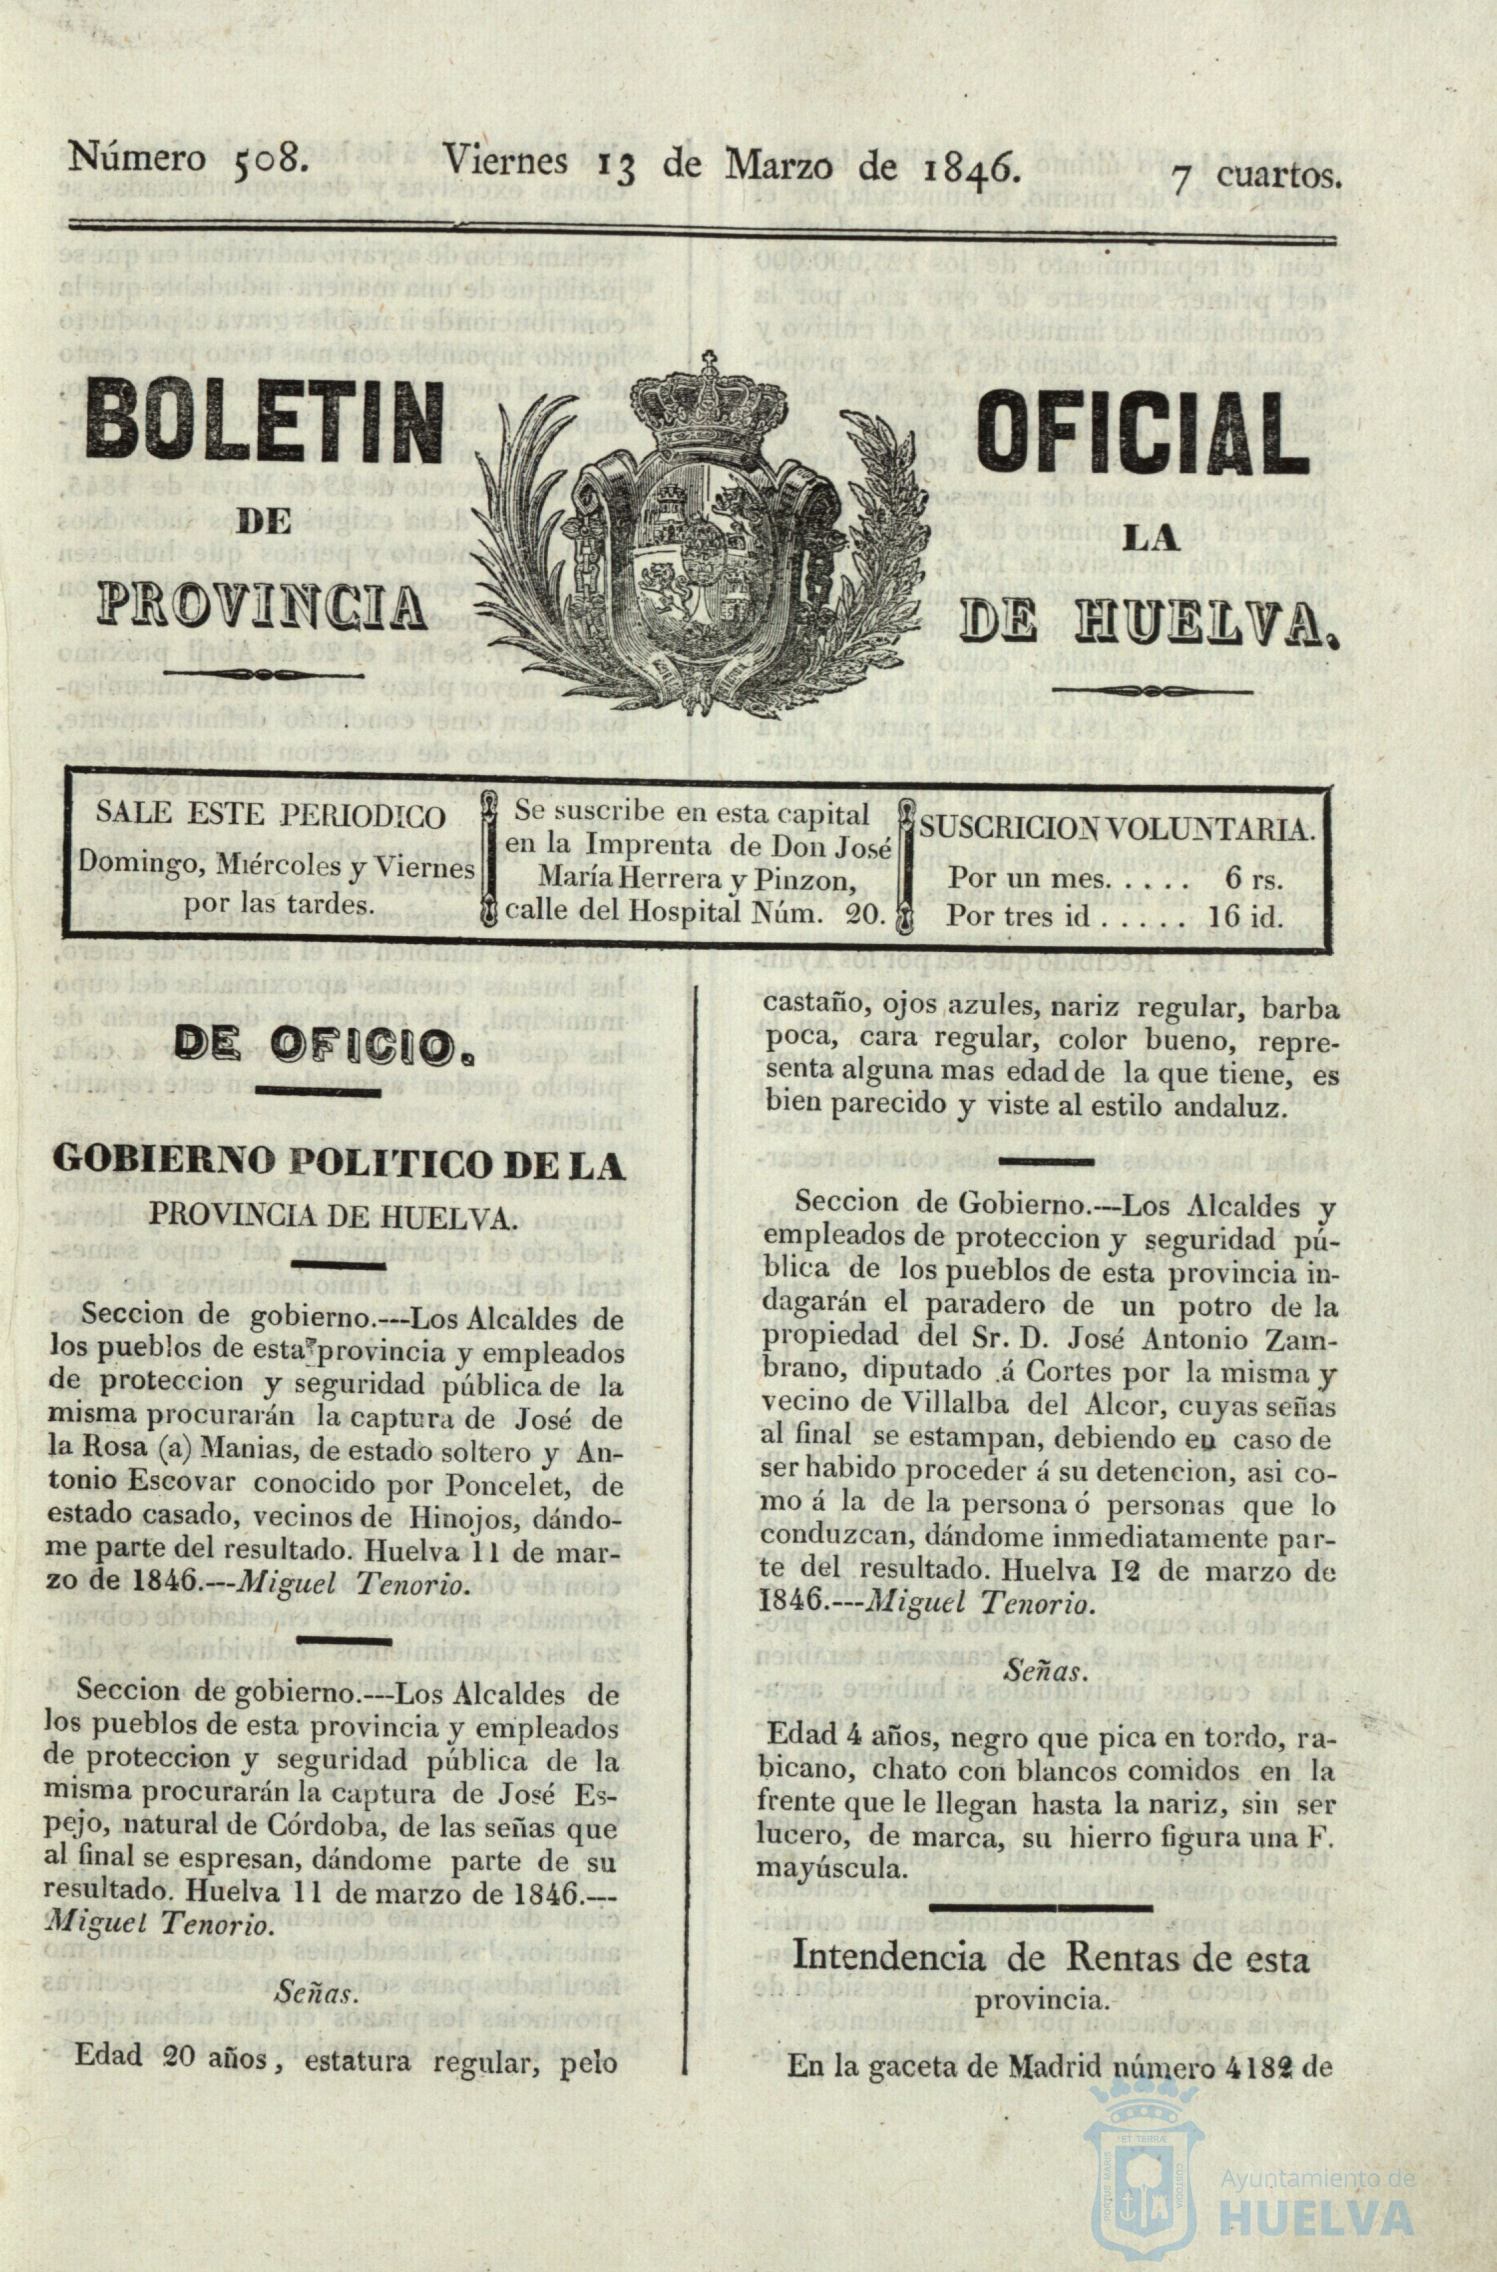 Número 508. Viernes 13 de Marzo de 1846. 7 cuartos.
BOLETIN OFICIAL
DE LA
PROVINCIA DE HUELVA.
SALE ESTE PERIODICO
Domingo, Miércoles y Viernes
por las tardes.
Se suscribe en esta capital
en la Imprenta de Don José
María Herrera y Pinzon,
calle del Hospital Núm. 20.
SUSCRICION VOLUNTARIA.
Por un mes. . . . . 6 rs.
Por tres id . . . . . 16 id.
DE OFICIO.
GOBIERNO POLITICO DE LA
PROVINCIA DE HUELVA.
Seccion de gobierno.---Los Alcaldes de
los pueblos de esta provincia y empleados
de proteccion y seguridad pública de la
misma procurarán la captura de José de
la Rosa (a) Manias, de estado soltero y An-
tonio Escovar conocido por Poncelet, de
estado casado, vecinos de Hinojos, dándo-
me parte del resultado. Huelva 11 de mar-
zo de 1846.---Miguel Tenorio.
Seccion de gobierno.---Los Alcaldes de
los pueblos de esta provincia y empleados
de proteccion y seguridad pública de la
misma procurarán la captura de José Es-
pejo, natural de Córdoba, de las señas que
al final se espresan, dándome parte de su
resultado. Huelva 11 de marzo de 1846.---
Miguel Tenorio.
Señas.
Edad 20 años, estatura regular, pelo
castaño, ojos azules, nariz regular, barba
poca, cara regular, color bueno, repre-
senta alguna mas edad de la que tiene, es
bien parecido y viste al estilo andaluz.
Seccion de Gobierno.---Los Alcaldes y
empleados de proteccion y seguridad pú-
blica de los pueblos de esta provincia in-
dagarán el paradero de un potro de la
propiedad del Sr. D. José Antonio Zam-
brano, diputado á Cortes por la misma y
vecino de Villalba del Alcor, cuyas señas
al final se estampan, debiendo en caso de
ser habido proceder á su detencion, asi co-
mo á la de la persona ó personas que lo
conduzcan, dándome inmediatamente par-
te del resultado. Huelva 12 de marzo de
1846.---Miguel Tenorio.
Señas.
Edad 4 años, negro que pica en tordo, ra-
bicano, chato con blancos comidos en la
frente que le llegan hasta la nariz, sin ser
lucero, de marca, su hierro figura una F.
mayúscula.
Intendencia de Rentas de esta
provincia.
En la gaceta de Madrid número 4182 de
PORTUS MARIS ET TERRÆ CUSTODIA
Ayuntamiento de
HUELVA